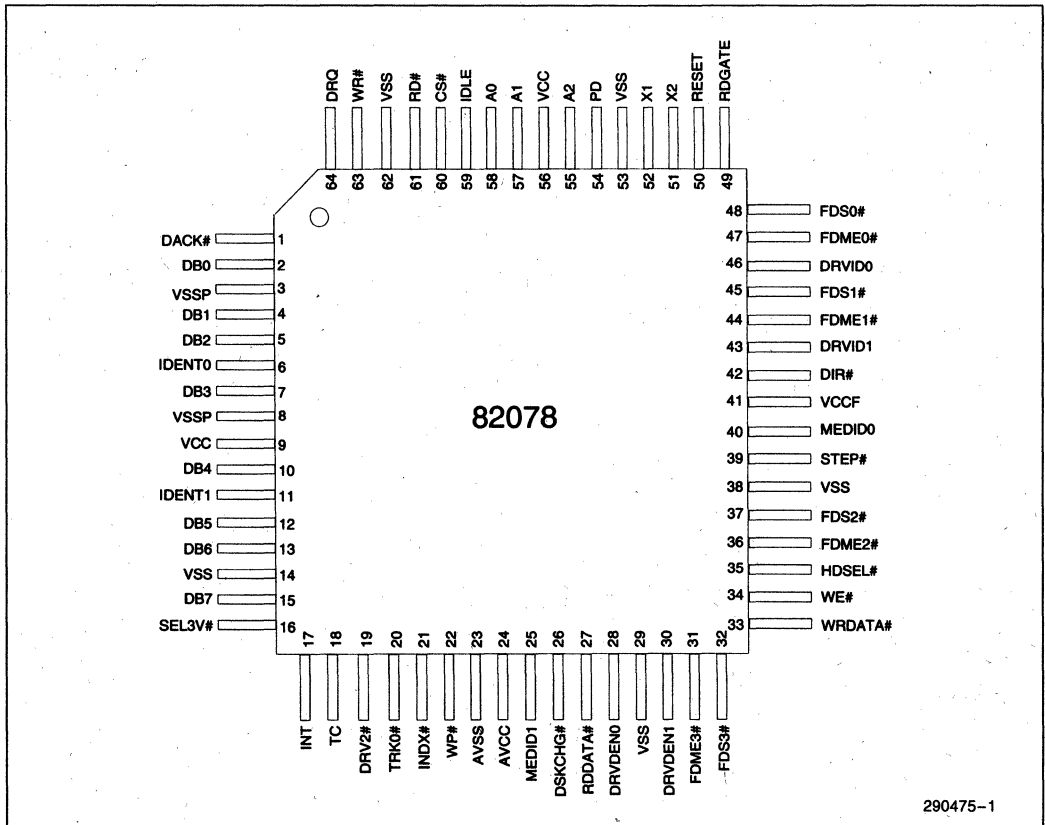 DRQ WR# VSS RD# CS# IDLE A0 A1 VCC A2 PD VSS X1 X2 RESET RDGATE
64 63 62 61 60 59 58 57 56 55 54 53 52 51 50 49
DACK# 1
DB0 2
VSSP 3
DB1 4
DB2 5
IDENT0 6
DB3 7
VSSP 8
VCC 9
DB4 10
IDENT1 11
DB5 12
DB6 13
VSS 14
DB7 15
SEL3V# 16
82078
48 FDS0#
47 FDME0#
46 DRVID0
45 FDS1#
44 FDME1#
43 DRVID1
42 DIR#
41 VCCF
40 MEDID0
39 STEP#
38 VSS
37 FDS2#
36 FDME2#
35 HDSEL#
34 WE#
33 WRDATA#
17 18 19 20 21 22 23 24 25 26 27 28 29 30 31 32
INT TC DRV2# TRK0# INDX# WP# AVSS AVCC MEDID1 DSKCHG# RDDATA# DRVDEN0 VSS DRVDEN1 FDME3# FDS3#
290475-1